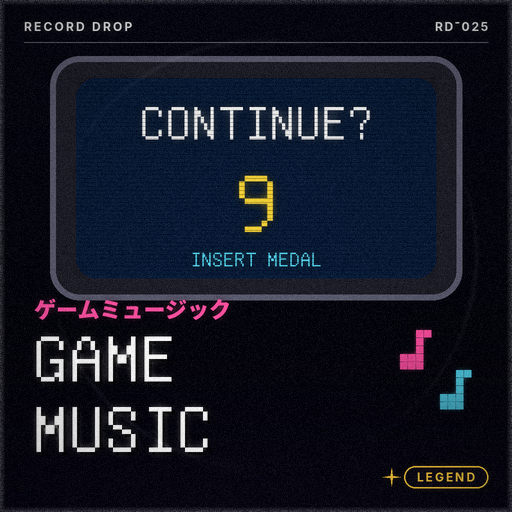 RECORD DROP
RD-025
CONTINUE?
9
INSERT MEDAL
ゲームミュージック
GAME
MUSIC
LEGEND